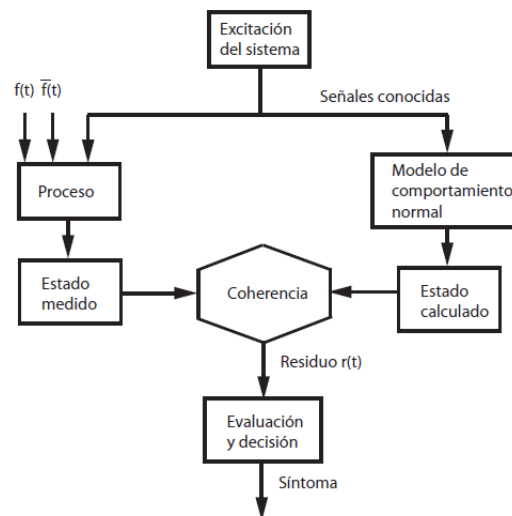 Excitación
del sistema
f(t) f̅(t)
Señales conocidas
Proceso
Modelo de
comportamiento
normal
Estado
medido
Coherencia
Estado
calculado
Residuo r(t)
Evaluación
y decisión
Síntoma